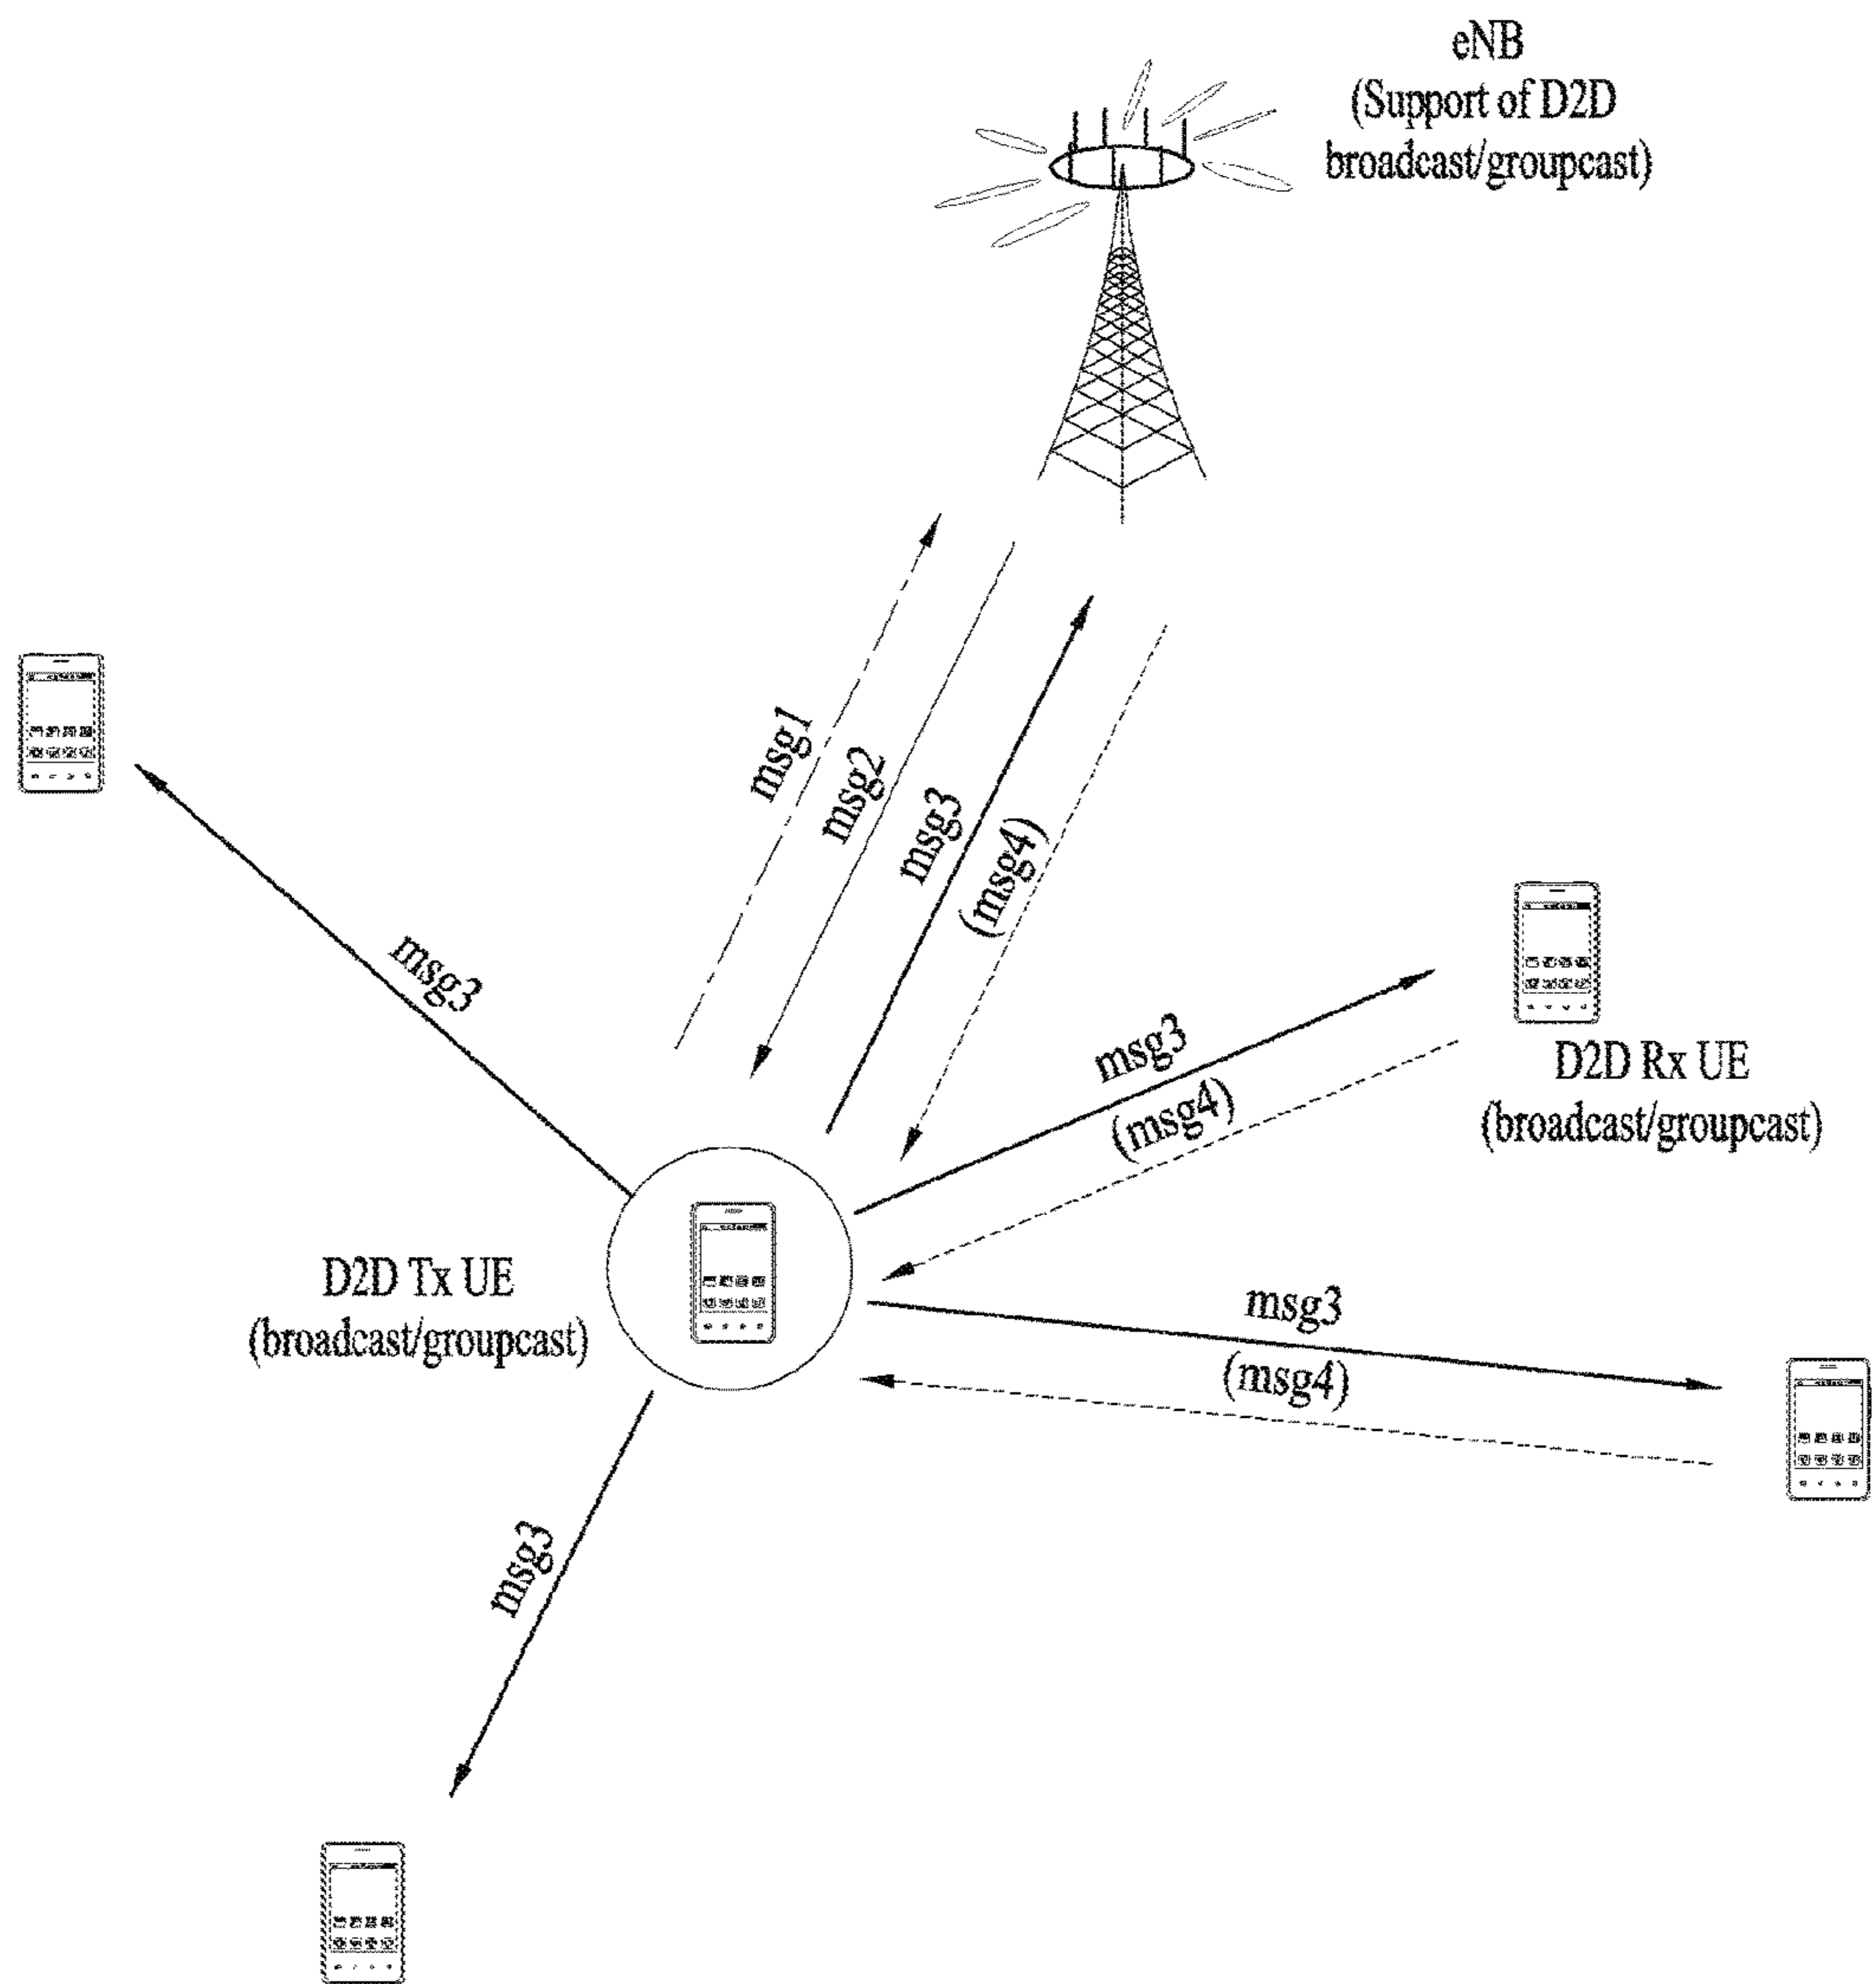 eNB
(Support of D2D
broadcast/groupcast)
msg1
msg2
msg3
(msg4)
msg3
msg3
(msg4)
D2D Rx UE
(broadcast/groupcast)
D2D Tx UE
(broadcast/groupcast)
msg3
(msg4)
msg3